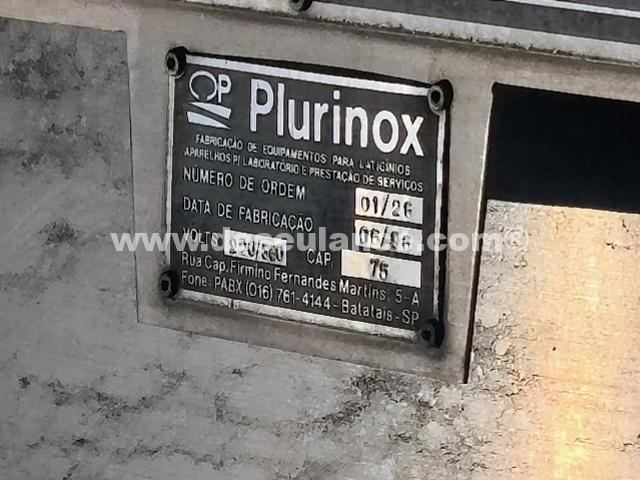 QP Plurinox
FABRICAÇÃO DE EQUIPAMENTOS PARA LATICÍNIOS
APARELHOS P/ LABORATÓRIO E PRESTAÇÃO DE SERVIÇOS
NÚMERO DE ORDEM 01/26
DATA DE FABRICAÇÃO 06/96
VOLT. 220/380 CAP. 75
Rua Cap. Firmino Fernandes Martins, 5-A
Fone: PABX (016) 761-4144 - Batatais - SP